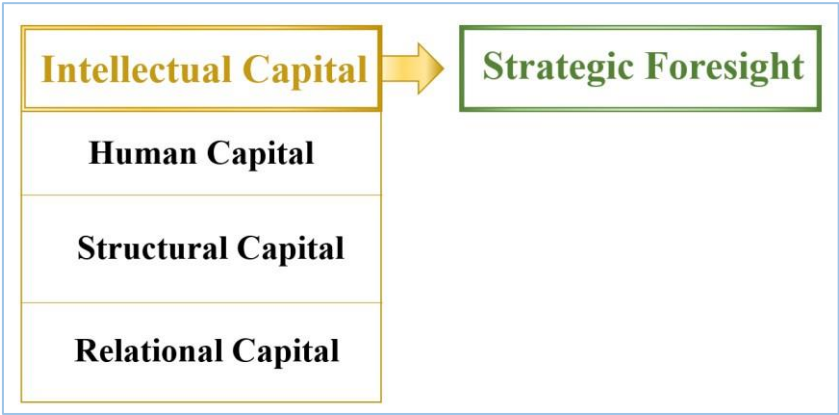 Intellectual Capital
Strategic Foresight
Human Capital
Structural Capital
Relational Capital